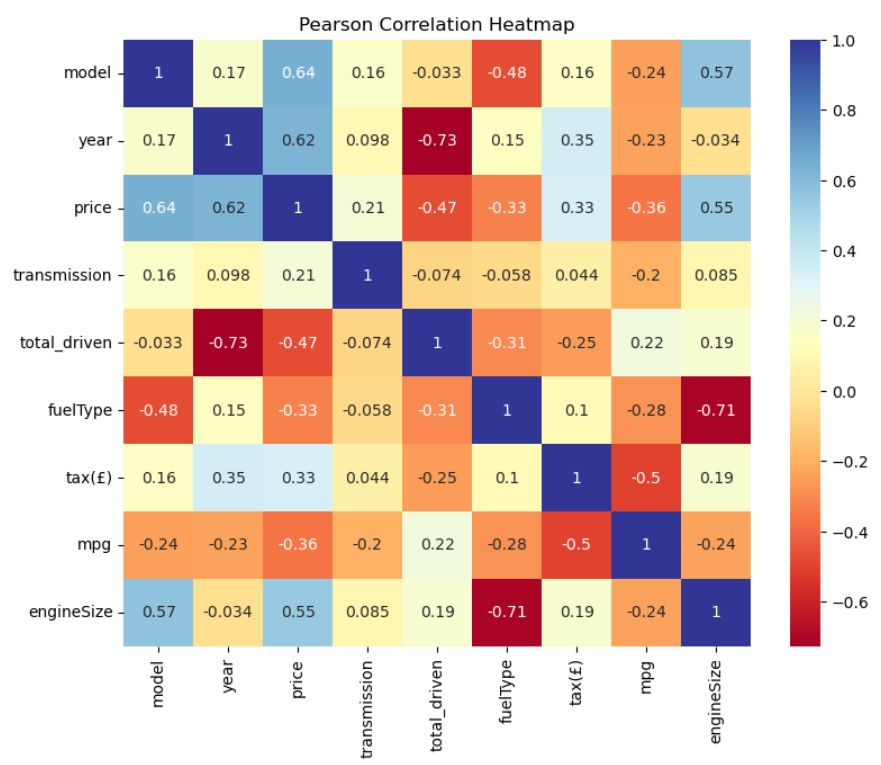 Pearson Correlation Heatmap
model 1 0.17 0.64 0.16 -0.033 -0.48 0.16 -0.24 0.57
year 0.17 1 0.62 0.098 -0.73 0.15 0.35 -0.23 -0.034
price 0.64 0.62 1 0.21 -0.47 -0.33 0.33 -0.36 0.55
transmission 0.16 0.098 0.21 1 -0.074 -0.058 0.044 -0.2 0.085
total_driven -0.033 -0.73 -0.47 -0.074 1 -0.31 -0.25 0.22 0.19
fuelType -0.48 0.15 -0.33 -0.058 -0.31 1 0.1 -0.28 -0.71
tax(£) 0.16 0.35 0.33 0.044 -0.25 0.1 1 -0.5 0.19
mpg -0.24 -0.23 -0.36 -0.2 0.22 -0.28 -0.5 1 -0.24
engineSize 0.57 -0.034 0.55 0.085 0.19 -0.71 0.19 -0.24 1
model
year
price
transmission
total_driven
fuelType
tax(£)
mpg
engineSize
1.0
0.8
0.6
0.4
0.2
0.0
−0.2
−0.4
−0.6